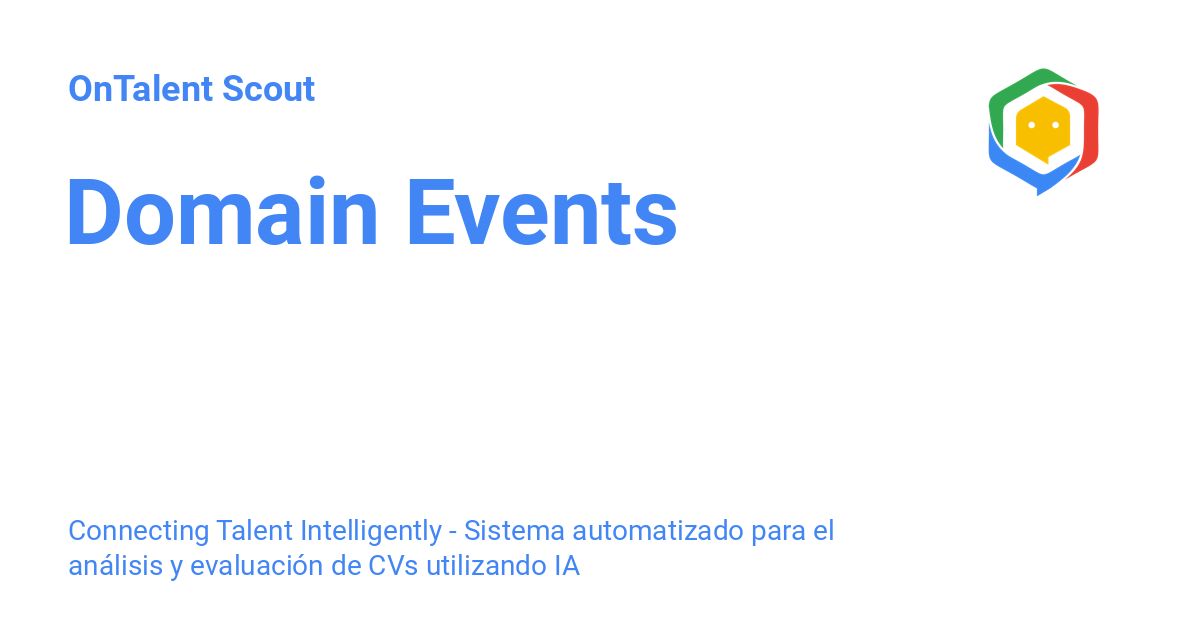 OnTalent Scout
Domain Events
Connecting Talent Intelligently - Sistema automatizado para el
análisis y evaluación de CVs utilizando IA